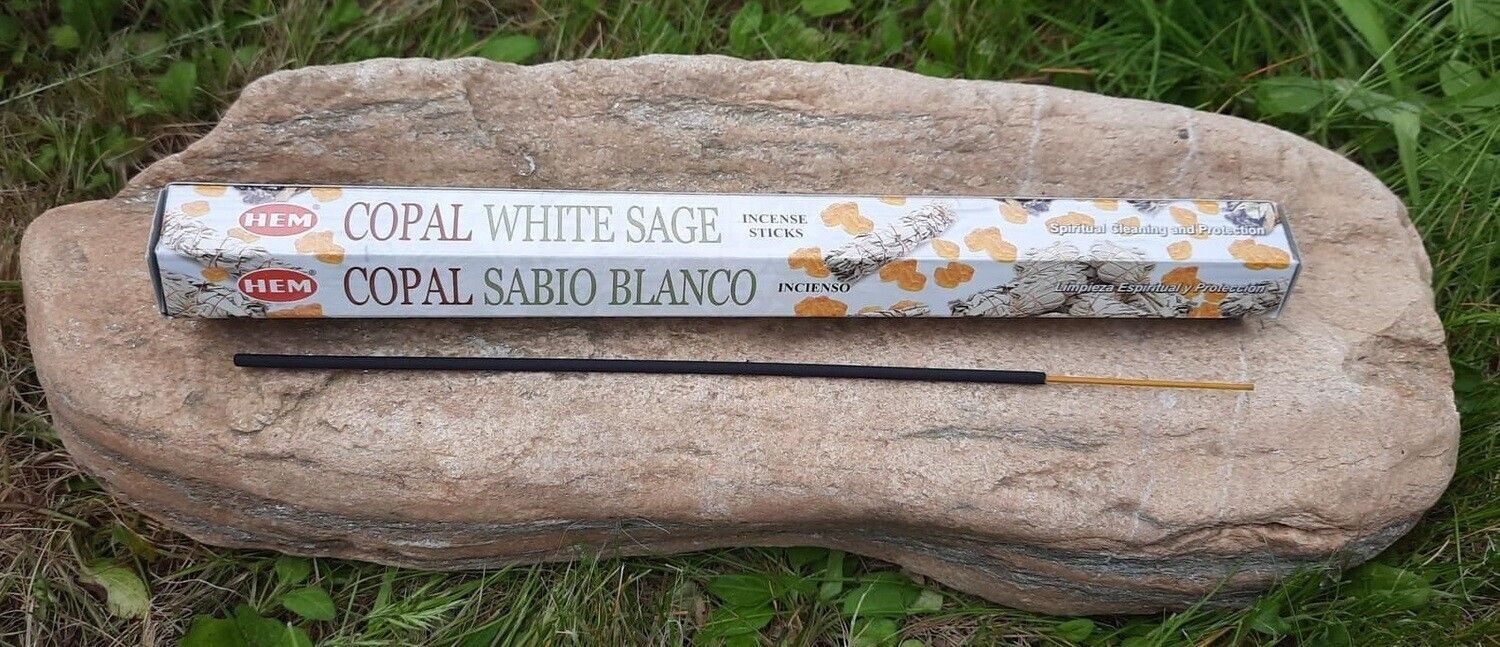 HEM® COPAL WHITE SAGE INCENSE STICKS
Spiritual Cleaning and Protection
HEM® COPAL SABIO BLANCO INCIENSO
Limpieza Espiritual y Protección